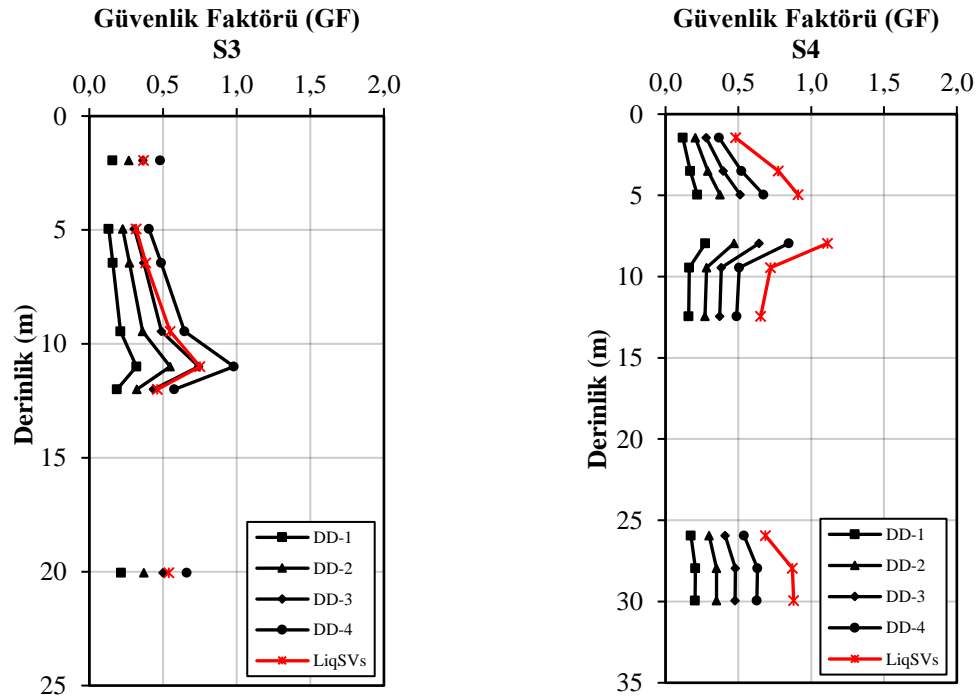 Güvenlik Faktörü (GF)
S3
0,0 0,5 1,0 1,5 2,0
0
5
10
15
20
25
Derinlik (m)
DD-1
DD-2
DD-3
DD-4
LiqSVs
Güvenlik Faktörü (GF)
S4
0,0 0,5 1,0 1,5 2,0
0
5
10
15
20
25
30
35
Derinlik (m)
DD-1
DD-2
DD-3
DD-4
LiqSVs